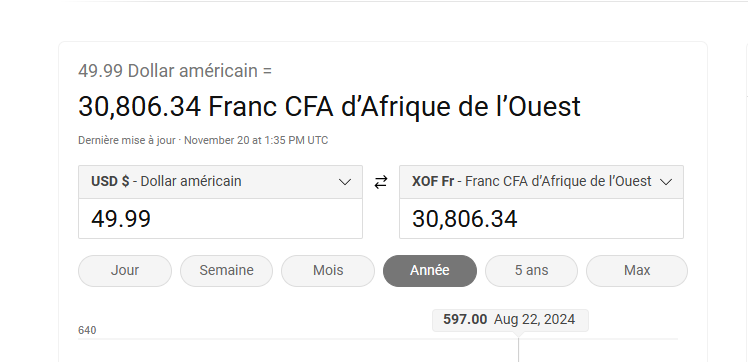 49.99 Dollar américain =
30,806.34 Franc CFA d’Afrique de l’Ouest
Dernière mise à jour · November 20 at 1:35 PM UTC
USD $ - Dollar américain
XOF Fr - Franc CFA d’Afrique de l’Ouest
49.99
30,806.34
Jour
Semaine
Mois
Année
5 ans
Max
597.00 Aug 22, 2024
640